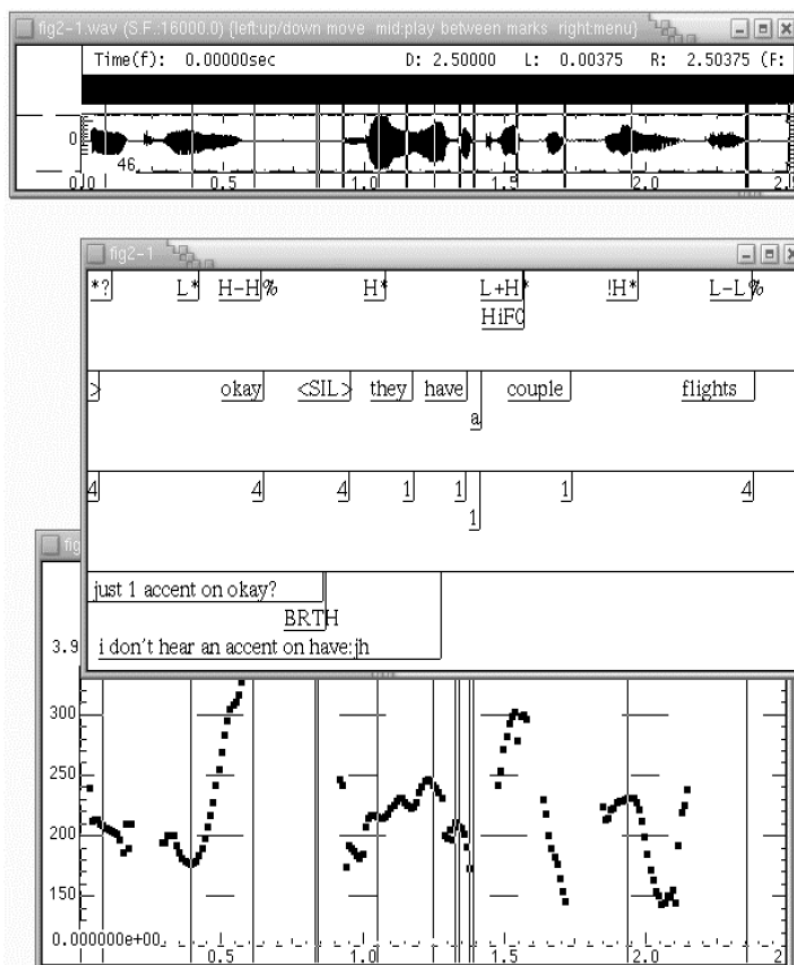 fig2-1.wav (S.F.:16000.0) {left:up/down move mid:play between marks right:menu}
Time(f): 0.00000sec D: 2.50000 L: 0.00375 R: 2.50375 (F:
0
46
0.0 0.5 1.0 1.5 2.0 2.5
fig2-1
*? L* H-H% H* L+H* !H* L-L%
HiF0
> okay <SIL> they have couple flights
a
4 4 4 1 1 1 4
1
just 1 accent on okay?
BRTH
i don't hear an accent on have:jh
fig
3.9
300
250
200
150
0.000000e+00
0.5 1.0 1.5 2.0 2